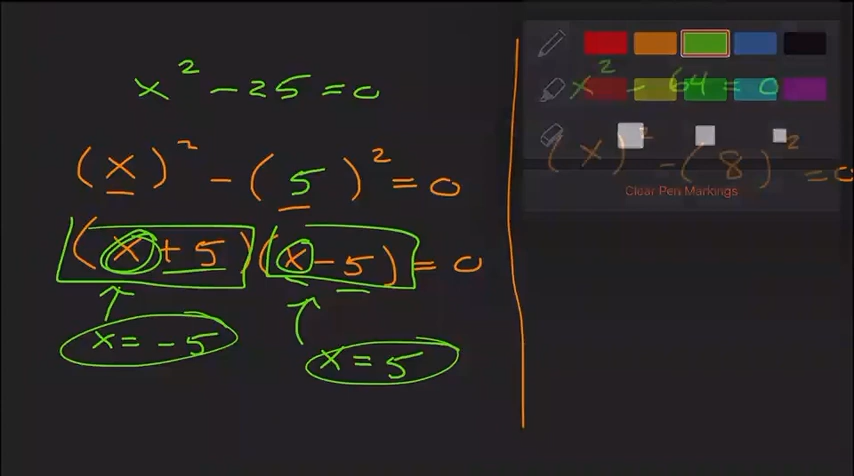 x² - 25 = 0
(x)² - (5)² = 0
(x + 5)(x - 5) = 0
x = -5
x = 5
x² - 64 = 0
(x)² - (8)² = 0
Clear Pen Markings